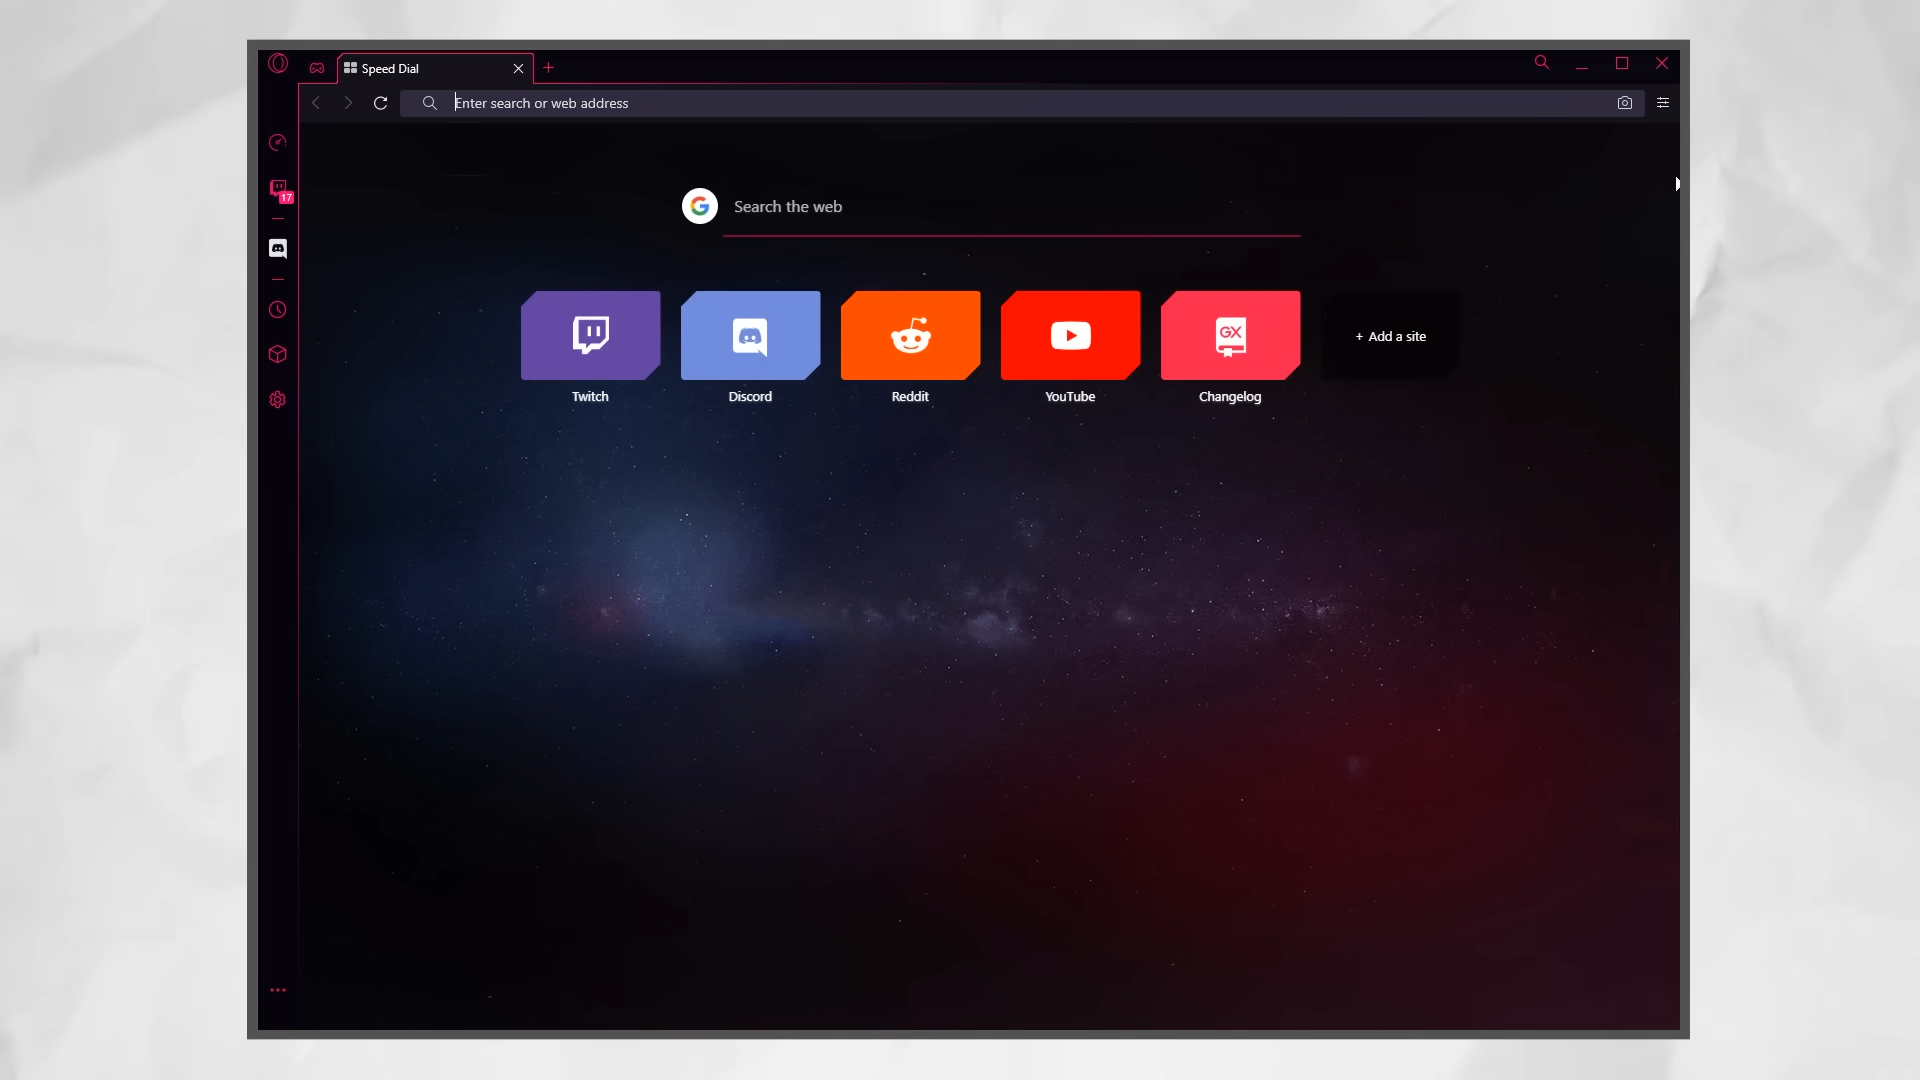 Speed Dial
Enter search or web address
17
Search the web
GX
+ Add a site
Twitch
Discord
Reddit
YouTube
Changelog